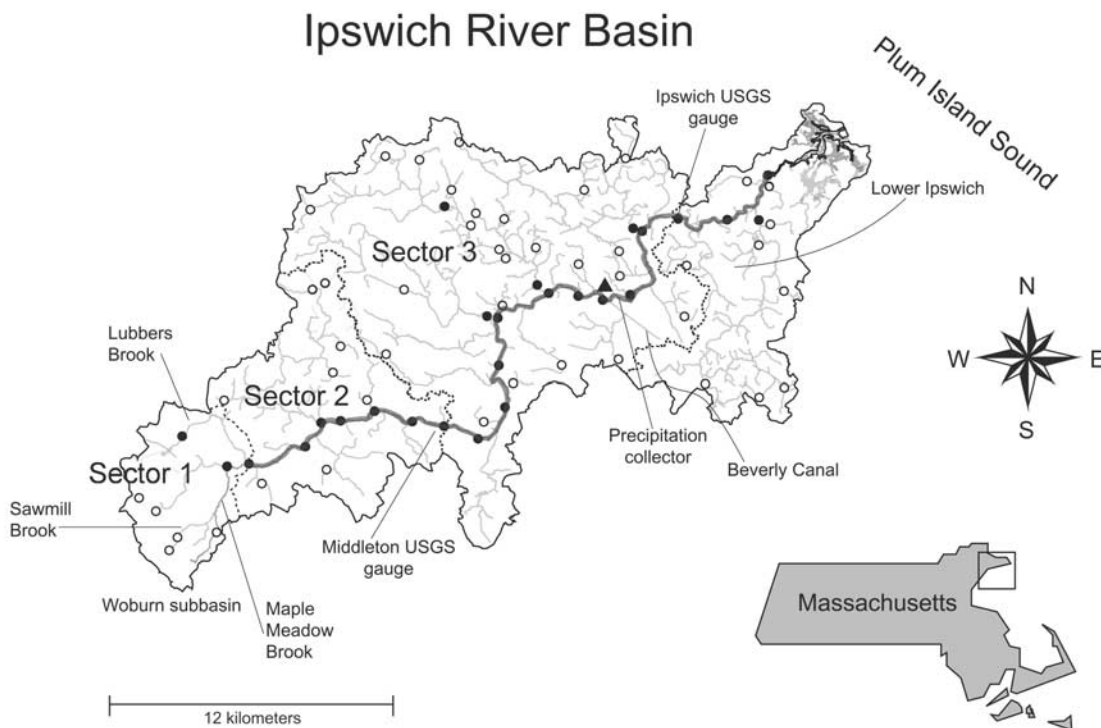 Ipswich River Basin
Plum Island Sound
Ipswich USGS
gauge
Lower Ipswich
Sector 3
N
W
E
S
Lubbers
Brook
Sector 2
Sector 1
Precipitation
collector
Beverly Canal
Sawmill
Brook
Middleton USGS
gauge
Woburn subbasin
Maple
Meadow
Brook
Massachusetts
12 kilometers